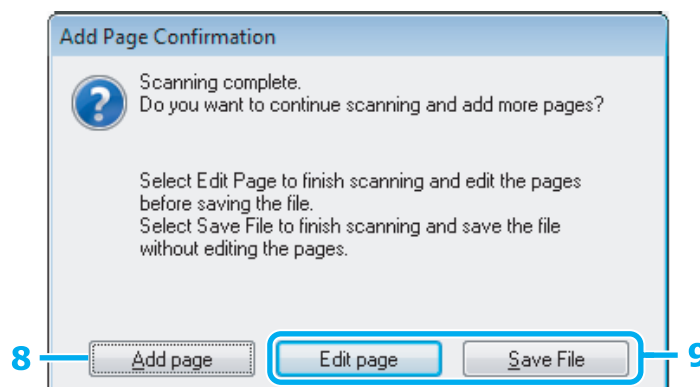 Add Page Confirmation
Scanning complete.
Do you want to continue scanning and add more pages?
Select Edit Page to finish scanning and edit the pages
before saving the file.
Select Save File to finish scanning and save the file
without editing the pages.
8 Add page Edit page Save File 9